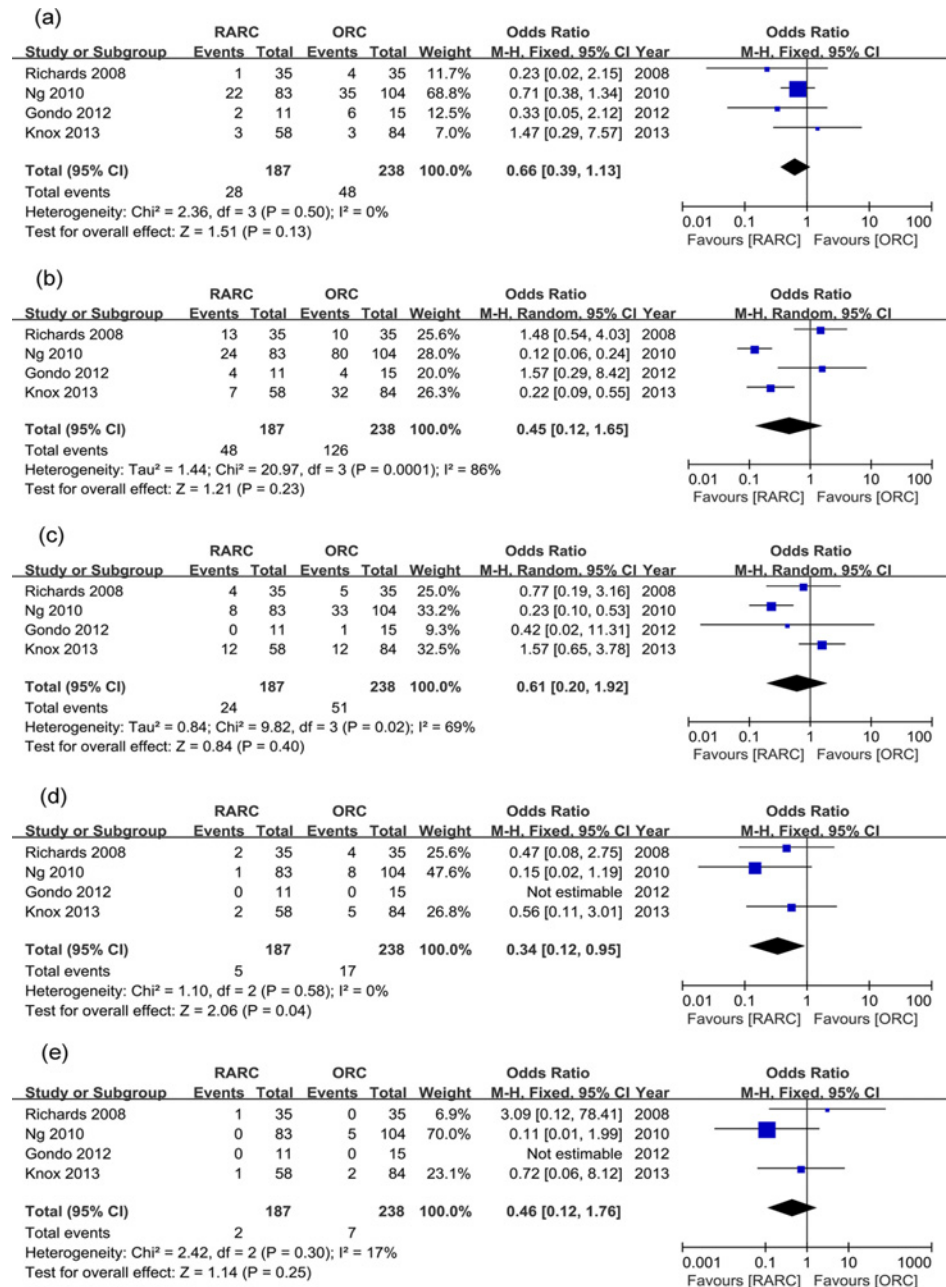 (a)
RARC ORC Odds Ratio Odds Ratio
Study or Subgroup Events Total Events Total Weight M-H, Fixed, 95% CI Year M-H, Fixed, 95% CI
Richards 2008 1 35 4 35 11.7% 0.23 [0.02, 2.15] 2008
Ng 2010 22 83 35 104 68.8% 0.71 [0.38, 1.34] 2010
Gondo 2012 2 11 6 15 12.5% 0.33 [0.05, 2.12] 2012
Knox 2013 3 58 3 84 7.0% 1.47 [0.29, 7.57] 2013
Total (95% CI) 187 238 100.0% 0.66 [0.39, 1.13]
Total events 28 48
Heterogeneity: Chi² = 2.36, df = 3 (P = 0.50); I² = 0%
Test for overall effect: Z = 1.51 (P = 0.13)
0.01 0.1 1 10 100
Favours [RARC] Favours [ORC]
(b)
RARC ORC Odds Ratio Odds Ratio
Study or Subgroup Events Total Events Total Weight M-H, Random, 95% CI Year M-H, Random, 95% CI
Richards 2008 13 35 10 35 25.6% 1.48 [0.54, 4.03] 2008
Ng 2010 24 83 80 104 28.0% 0.12 [0.06, 0.24] 2010
Gondo 2012 4 11 4 15 20.0% 1.57 [0.29, 8.42] 2012
Knox 2013 7 58 32 84 26.3% 0.22 [0.09, 0.55] 2013
Total (95% CI) 187 238 100.0% 0.45 [0.12, 1.65]
Total events 48 126
Heterogeneity: Tau² = 1.44; Chi² = 20.97, df = 3 (P = 0.0001); I² = 86%
Test for overall effect: Z = 1.21 (P = 0.23)
0.01 0.1 1 10 100
Favours [RARC] Favours [ORC]
(c)
RARC ORC Odds Ratio Odds Ratio
Study or Subgroup Events Total Events Total Weight M-H, Random, 95% CI Year M-H, Random, 95% CI
Richards 2008 4 35 5 35 25.0% 0.77 [0.19, 3.16] 2008
Ng 2010 8 83 33 104 33.2% 0.23 [0.10, 0.53] 2010
Gondo 2012 0 11 1 15 9.3% 0.42 [0.02, 11.31] 2012
Knox 2013 12 58 12 84 32.5% 1.57 [0.65, 3.78] 2013
Total (95% CI) 187 238 100.0% 0.61 [0.20, 1.92]
Total events 24 51
Heterogeneity: Tau² = 0.84; Chi² = 9.82, df = 3 (P = 0.02); I² = 69%
Test for overall effect: Z = 0.84 (P = 0.40)
0.01 0.1 1 10 100
Favours [RARC] Favours [ORC]
(d)
RARC ORC Odds Ratio Odds Ratio
Study or Subgroup Events Total Events Total Weight M-H, Fixed, 95% CI Year M-H, Fixed, 95% CI
Richards 2008 2 35 4 35 25.6% 0.47 [0.08, 2.75] 2008
Ng 2010 1 83 8 104 47.6% 0.15 [0.02, 1.19] 2010
Gondo 2012 0 11 0 15 Not estimable 2012
Knox 2013 2 58 5 84 26.8% 0.56 [0.11, 3.01] 2013
Total (95% CI) 187 238 100.0% 0.34 [0.12, 0.95]
Total events 5 17
Heterogeneity: Chi² = 1.10, df = 2 (P = 0.58); I² = 0%
Test for overall effect: Z = 2.06 (P = 0.04)
0.01 0.1 1 10 100
Favours [RARC] Favours [ORC]
(e)
RARC ORC Odds Ratio Odds Ratio
Study or Subgroup Events Total Events Total Weight M-H, Fixed, 95% CI Year M-H, Fixed, 95% CI
Richards 2008 1 35 0 35 6.9% 3.09 [0.12, 78.41] 2008
Ng 2010 0 83 5 104 70.0% 0.11 [0.01, 1.99] 2010
Gondo 2012 0 11 0 15 Not estimable 2012
Knox 2013 1 58 2 84 23.1% 0.72 [0.06, 8.12] 2013
Total (95% CI) 187 238 100.0% 0.46 [0.12, 1.76]
Total events 2 7
Heterogeneity: Chi² = 2.42, df = 2 (P = 0.30); I² = 17%
Test for overall effect: Z = 1.14 (P = 0.25)
0.001 0.1 1 10 1000
Favours [RARC] Favours [ORC]